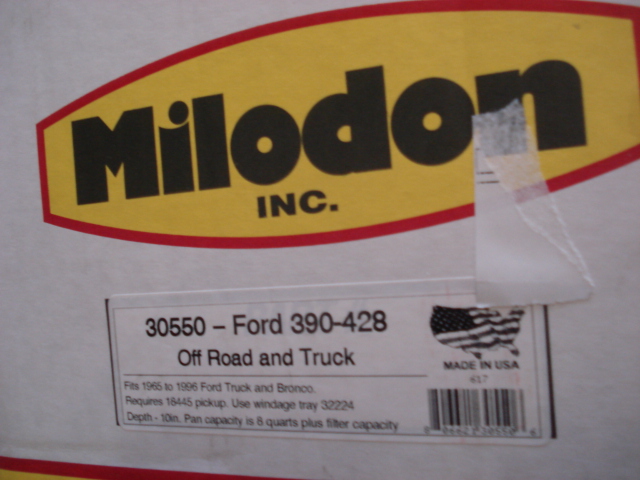 Milodon
INC.
30550 – Ford 390-428
Off Road and Truck
Fits 1965 to 1996 Ford Truck and Bronco.
Requires 18445 pickup. Use windage tray 32224
Depth - 10in. Pan capacity is 8 quarts plus filter capacity
MADE IN USA
617